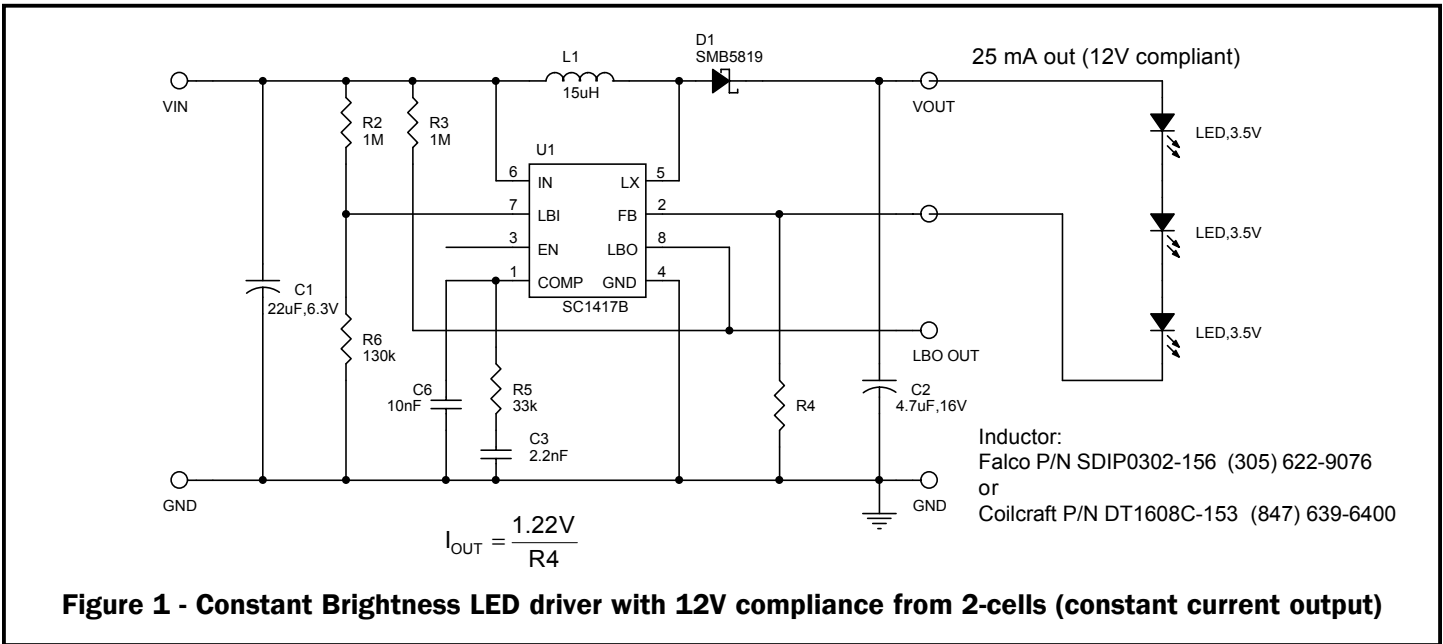 D1
SMB5819
L1
15uH
25 mA out (12V compliant)
VIN
VOUT
R2
1M
R3
1M
LED,3.5V
U1
6
IN
LX
5
7
LBI
FB
2
3
EN
LBO
8
1
COMP
GND
4
SC1417B
LED,3.5V
C1
22uF,6.3V
R6
130k
LED,3.5V
LBO OUT
C6
10nF
R5
33k
R4
C2
4.7uF,16V
C3
2.2nF
Inductor:
Falco P/N SDIP0302-156 (305) 622-9076
or
Coilcraft P/N DT1608C-153 (847) 639-6400
GND
GND
IOUT = 1.22V
R4
Figure 1 - Constant Brightness LED driver with 12V compliance from 2-cells (constant current output)